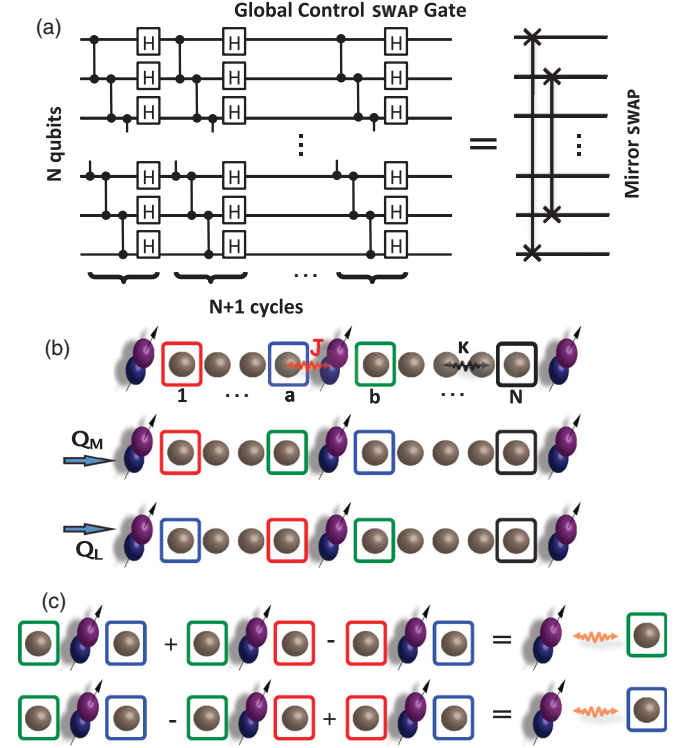 Global Control SWAP Gate
(a)
H H H
H H H
H H H
N qubits
⋮
=
⋮
Mirror SWAP
H H H
H H H
H H H
...
N+1 cycles
(b)
J
κ
1 ... a b ... N
Q_M
Q_L
(c)
+ - =
- + =